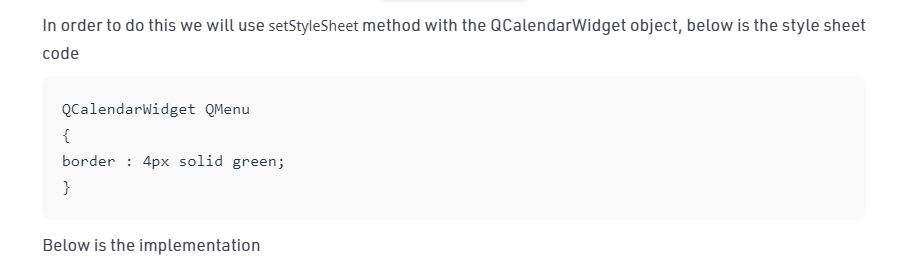 In order to do this we will use setStyleSheet method with the QCalendarWidget object, below is the style sheet
code
QCalendarWidget QMenu
{
border : 4px solid green;
}
Below is the implementation